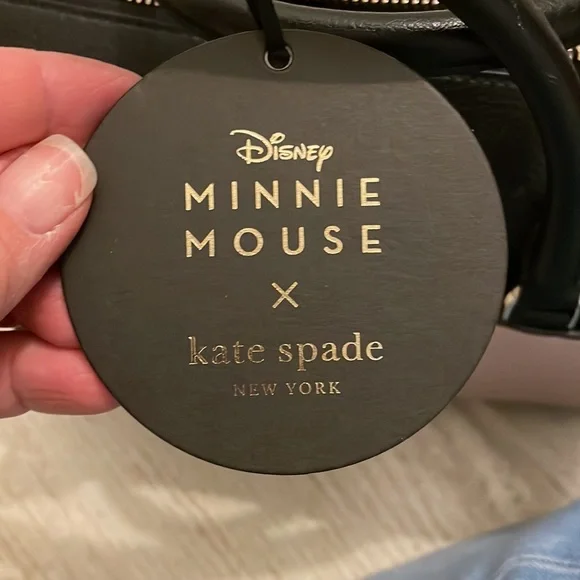 Disney
MINNIE
MOUSE
X
kate spade
NEW YORK